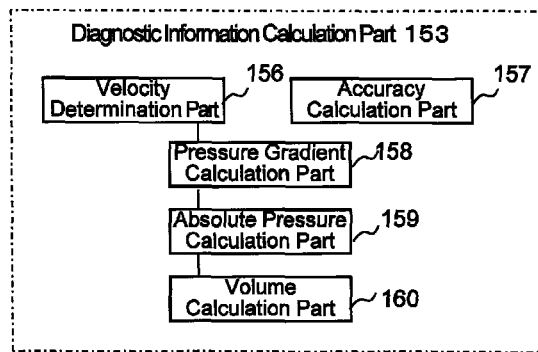 Diagnostic Information Calculation Part 153
156
157
Velocity
Determination Part
Accuracy
Calculation Part
Pressure Gradient
Calculation Part
158
Absolute Pressure
Calculation Part
159
Volume
Calculation Part
160